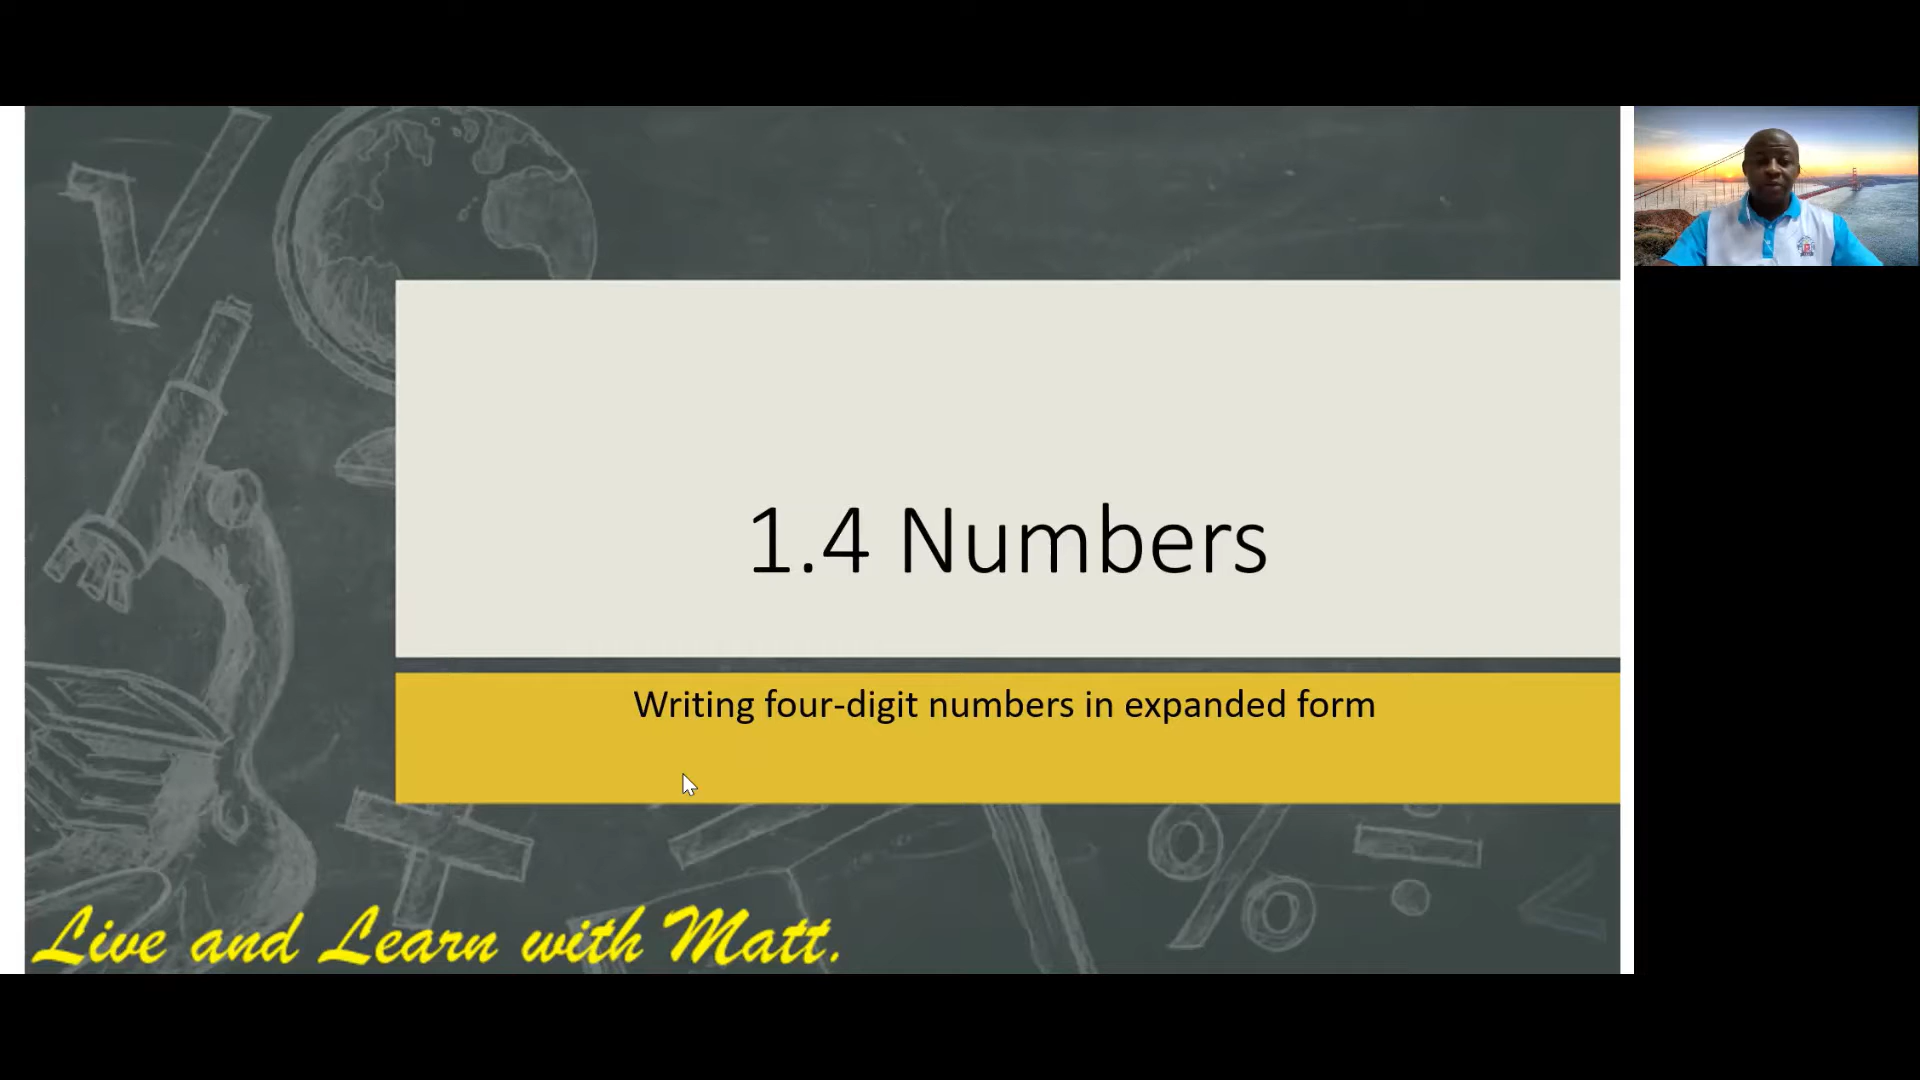 1.4 Numbers
Writing four-digit numbers in expanded form
Live and Learn with Matt.